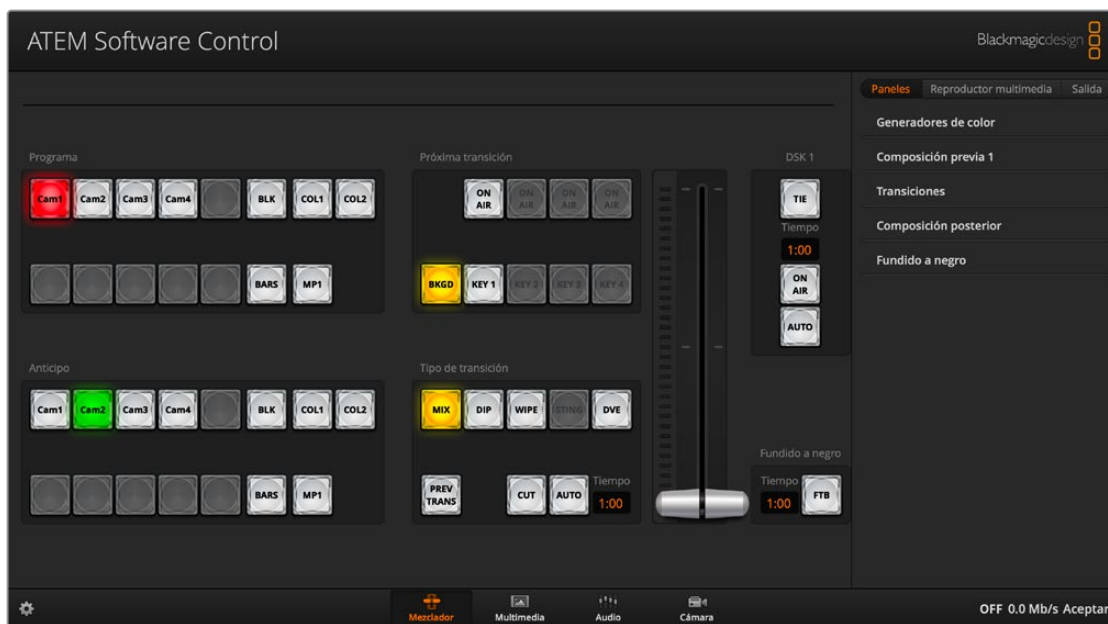 ATEM Software Control
Blackmagicdesign
Paneles Reproductor multimedia Salida
Generadores de color
Composición previa 1
Transiciones
Composición posterior
Fundido a negro
Programa
Cam1 Cam2 Cam3 Cam4 BLK COL1 COL2
BARS MP1
Próxima transición
ON AIR ON AIR ON AIR ON AIR
BKGD KEY 1 KEY 2 KEY 3 KEY 4
DSK 1
TIE
Tiempo
1:00
ON AIR
AUTO
Anticipo
Cam1 Cam2 Cam3 Cam4 BLK COL1 COL2
BARS MP1
Tipo de transición
MIX DIP WIPE STING DVE
PREV TRANS CUT AUTO
Tiempo
1:00
Fundido a negro
Tiempo
1:00
FTB
Mezclador Multimedia Audio Cámara
OFF 0.0 Mb/s Aceptar